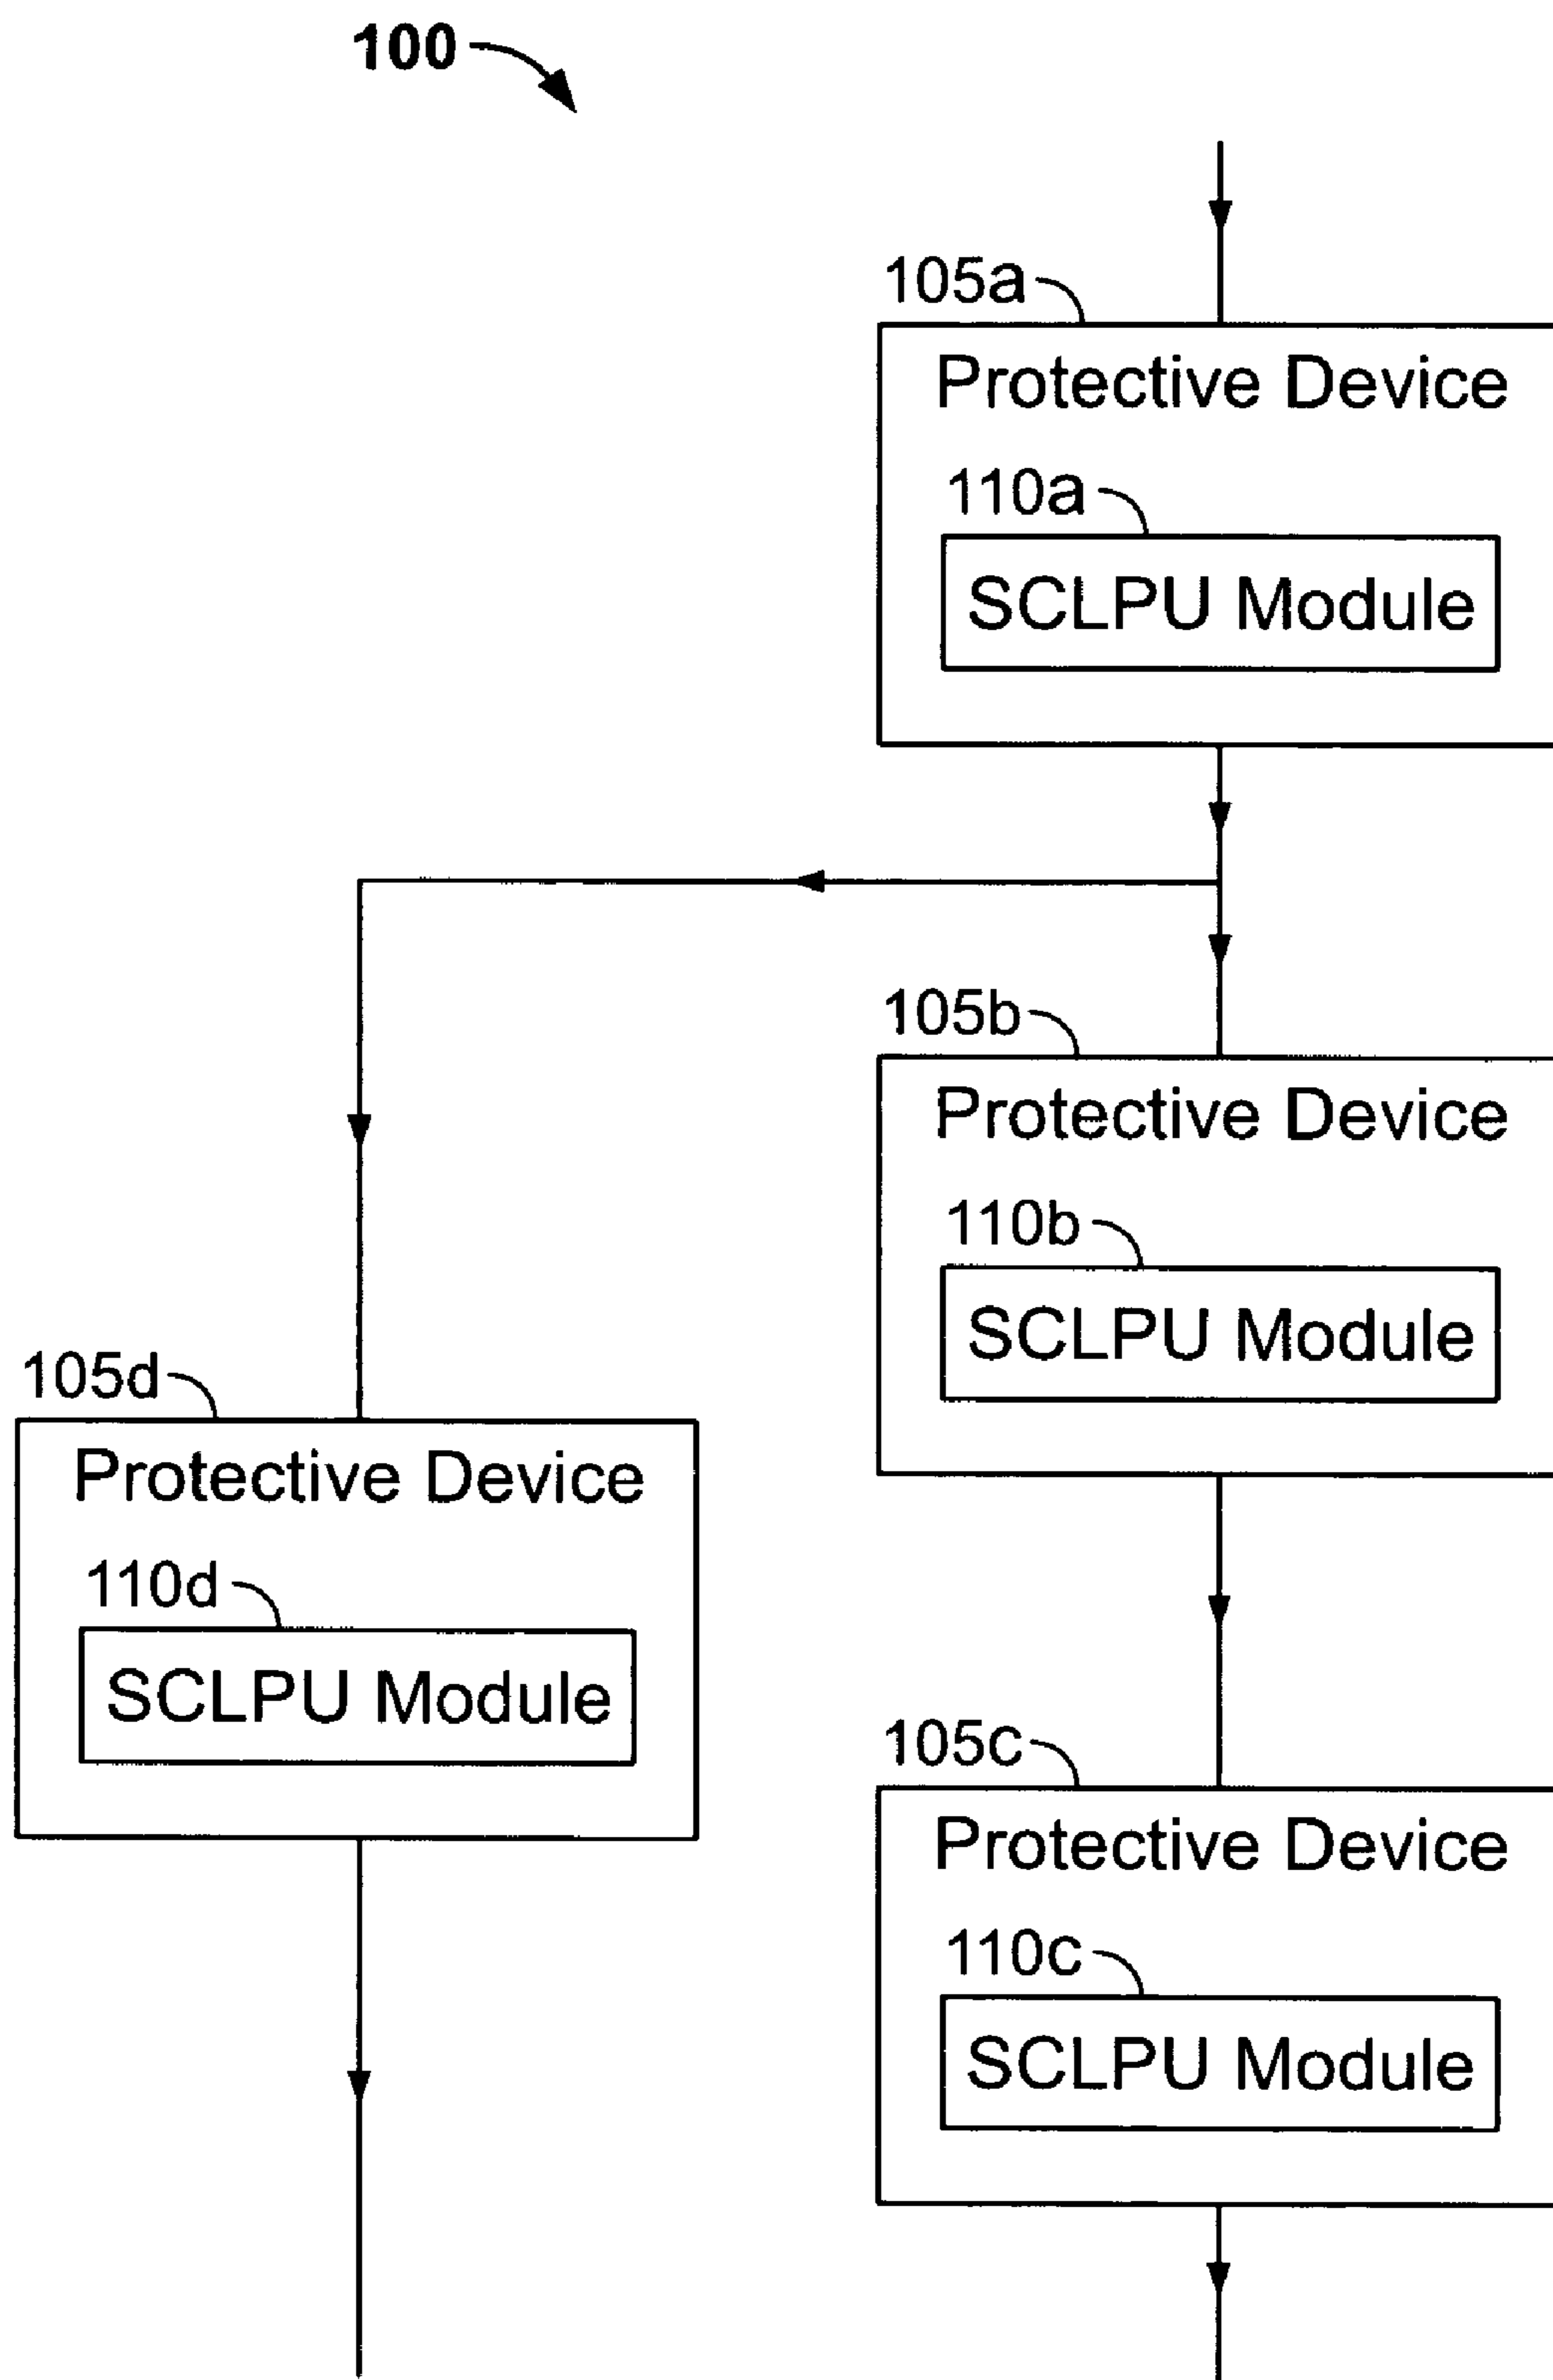 100
105a
Protective Device
110a
SCLPU Module
105b
Protective Device
110b
SCLPU Module
105d
Protective Device
110d
SCLPU Module
105c
Protective Device
110c
SCLPU Module